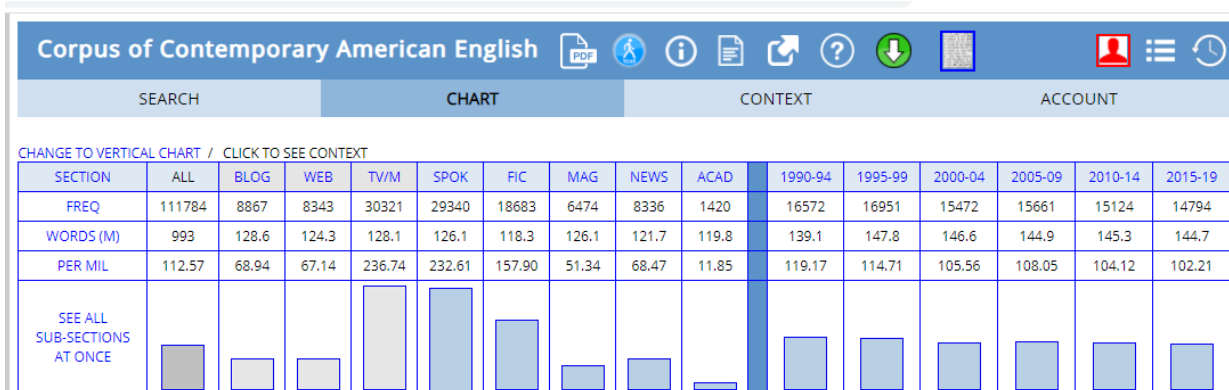 Corpus of Contemporary American English PDF
SEARCH CHART CONTEXT ACCOUNT
CHANGE TO VERTICAL CHART / CLICK TO SEE CONTEXT
SECTION ALL BLOG WEB TV/M SPOK FIC MAG NEWS ACAD 1990-94 1995-99 2000-04 2005-09 2010-14 2015-19
FREQ 111784 8867 8343 30321 29340 18683 6474 8336 1420 16572 16951 15472 15661 15124 14794
WORDS (M) 993 128.6 124.3 128.1 126.1 118.3 126.1 121.7 119.8 139.1 147.8 146.6 144.9 145.3 144.7
PER MIL 112.57 68.94 67.14 236.74 232.61 157.90 51.34 68.47 11.85 119.17 114.71 105.56 108.05 104.12 102.21
SEE ALL
SUB-SECTIONS
AT ONCE